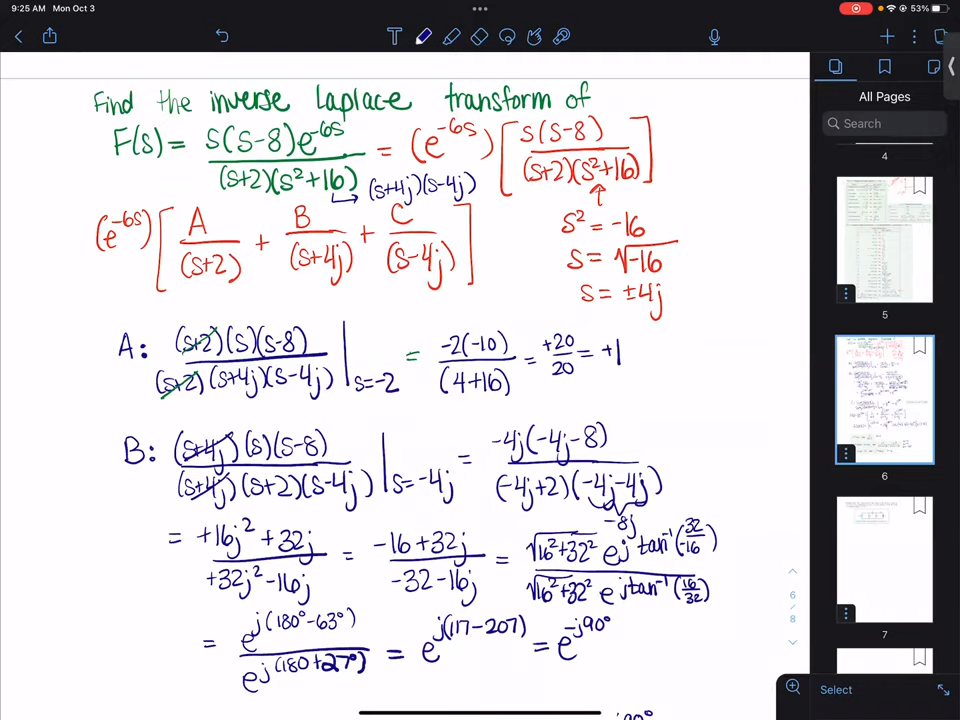 9:25 AM Mon Oct 3
53%
All Pages
Search
4
5
6
7
6
/
8
Select
Find the inverse Laplace transform of
F(s) = s(s-8)e^-6s / (s+2)(s²+16) = (e^-6s) [ s(s-8) / (s+2)(s²+16) ]
(s+4j)(s-4j)
(e^-6s) [ A / (s+2) + B / (s+4j) + C / (s-4j) ]
s² = -16
s = √-16
s = ±4j
A: (s+2)(s)(s-8) / (s+2)(s+4j)(s-4j) | s=-2 = -2(-10) / (4+16) = +20/20 = +1
B: (s+4j)(s)(s-8) / (s+4j)(s+2)(s-4j) | s=-4j = -4j(-4j-8) / (-4j+2)(-4j-4j)
-8j
= +16j²+32j / +32j²-16j = -16+32j / -32-16j = √16²+32² e^j tan^-1(32/-16) / √16²+32² e^j tan^-1(16/32)
= e^j(180°-63°) / e^j(180+27°) = e^j(117-207) = e^-j90°